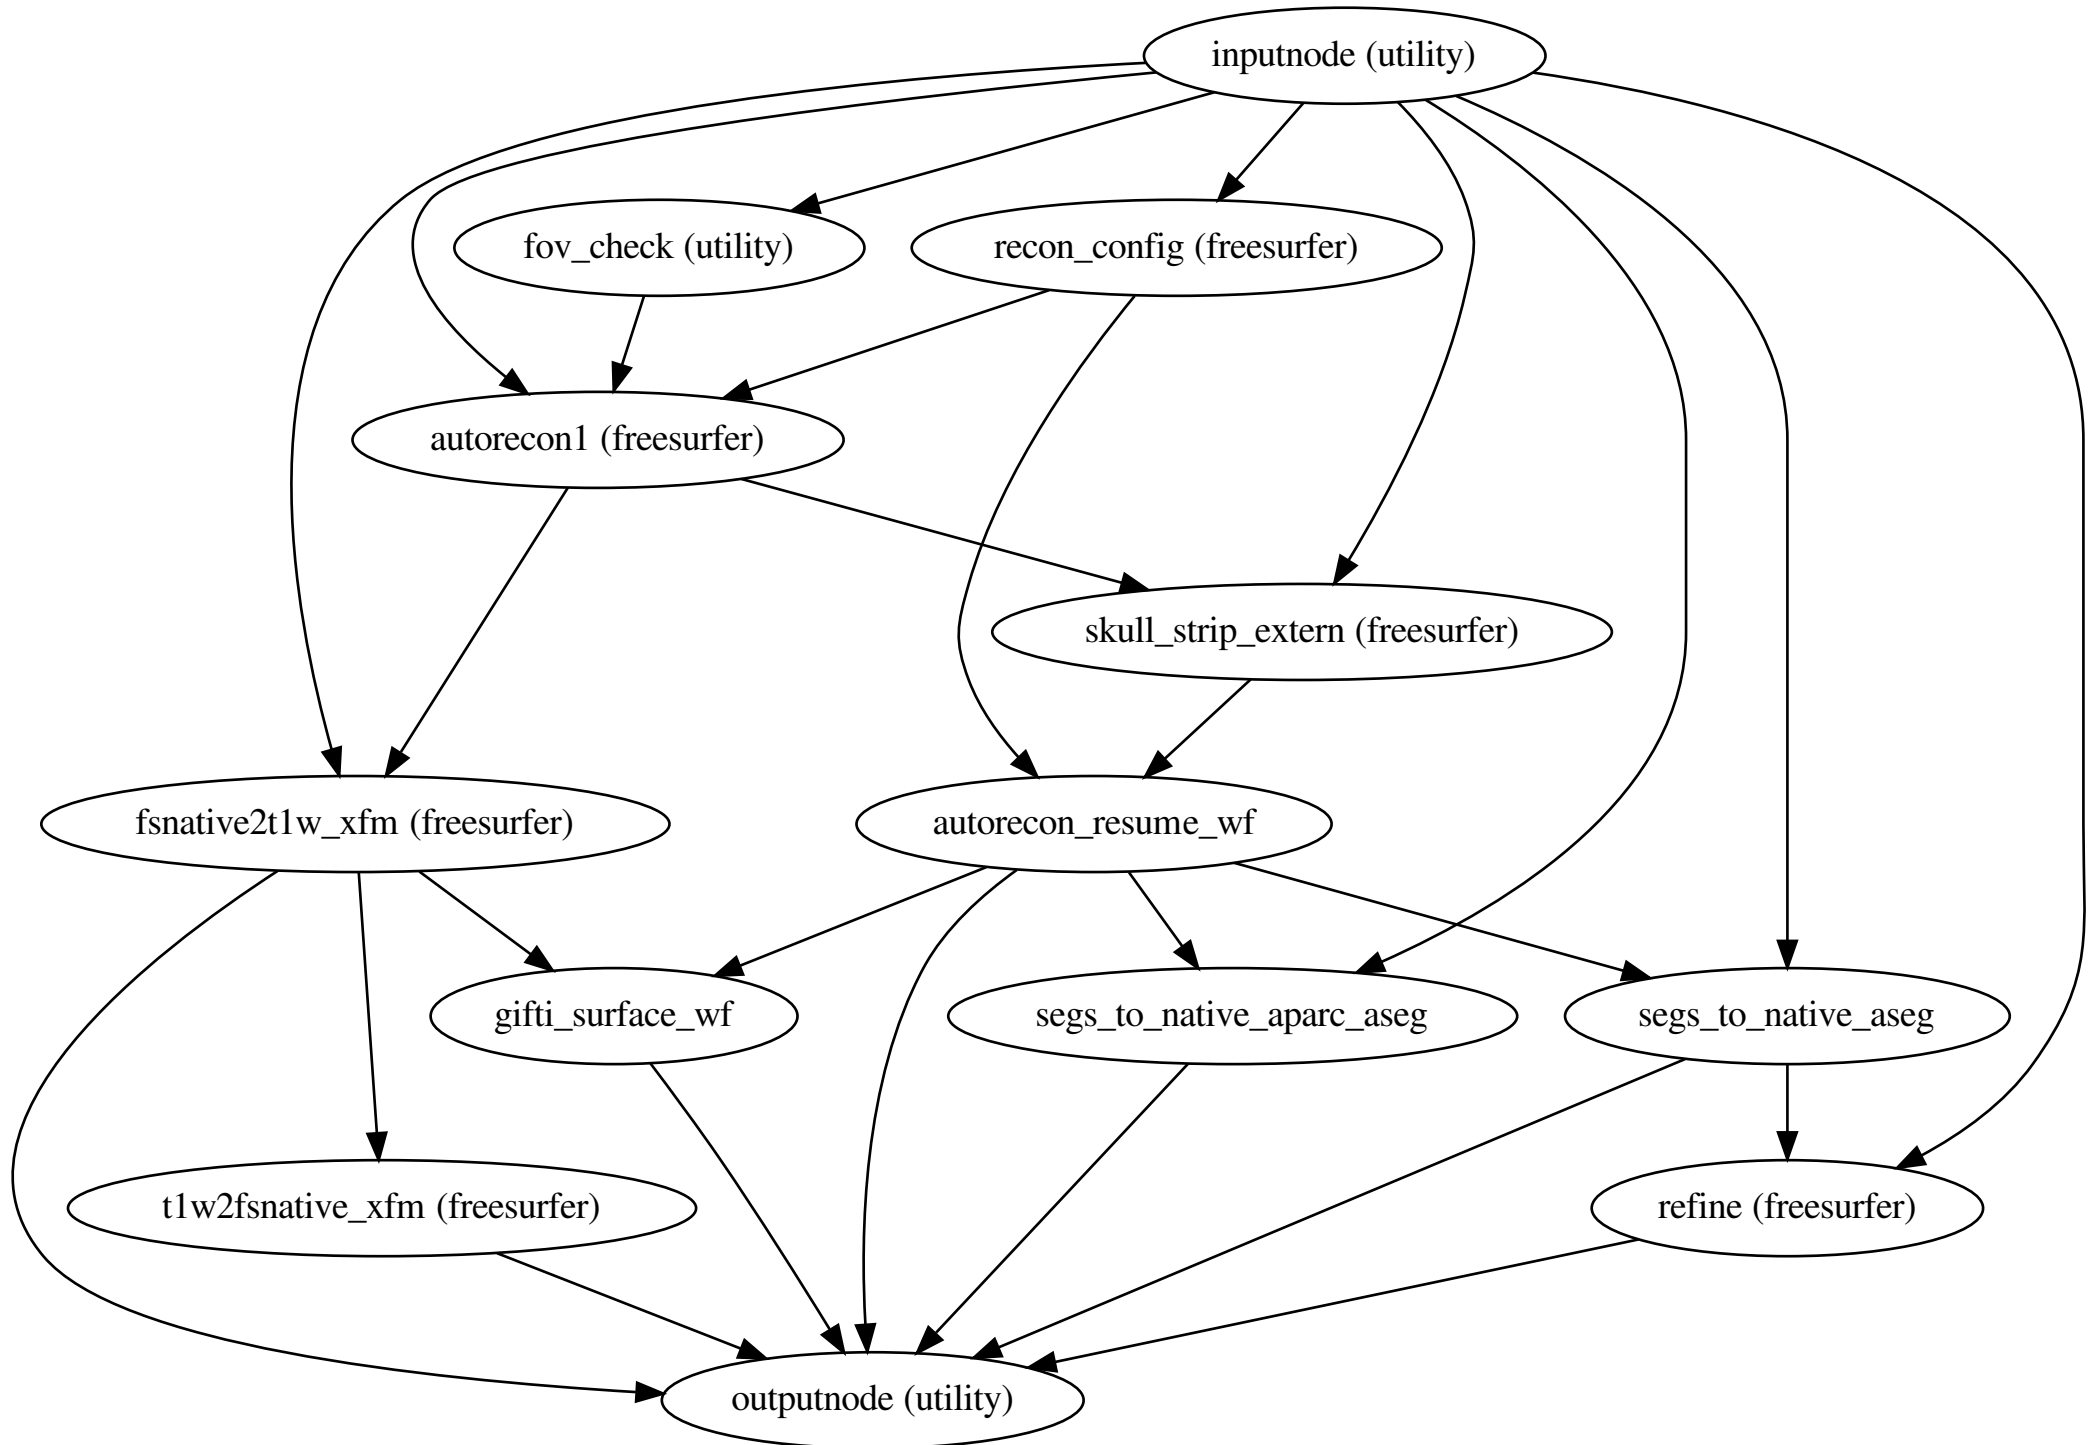 inputnode (utility)
fov_check (utility)
recon_config (freesurfer)
autorecon1 (freesurfer)
skull_strip_extern (freesurfer)
fsnative2t1w_xfm (freesurfer)
autorecon_resume_wf
gifti_surface_wf
segs_to_native_aparc_aseg
segs_to_native_aseg
t1w2fsnative_xfm (freesurfer)
refine (freesurfer)
outputnode (utility)